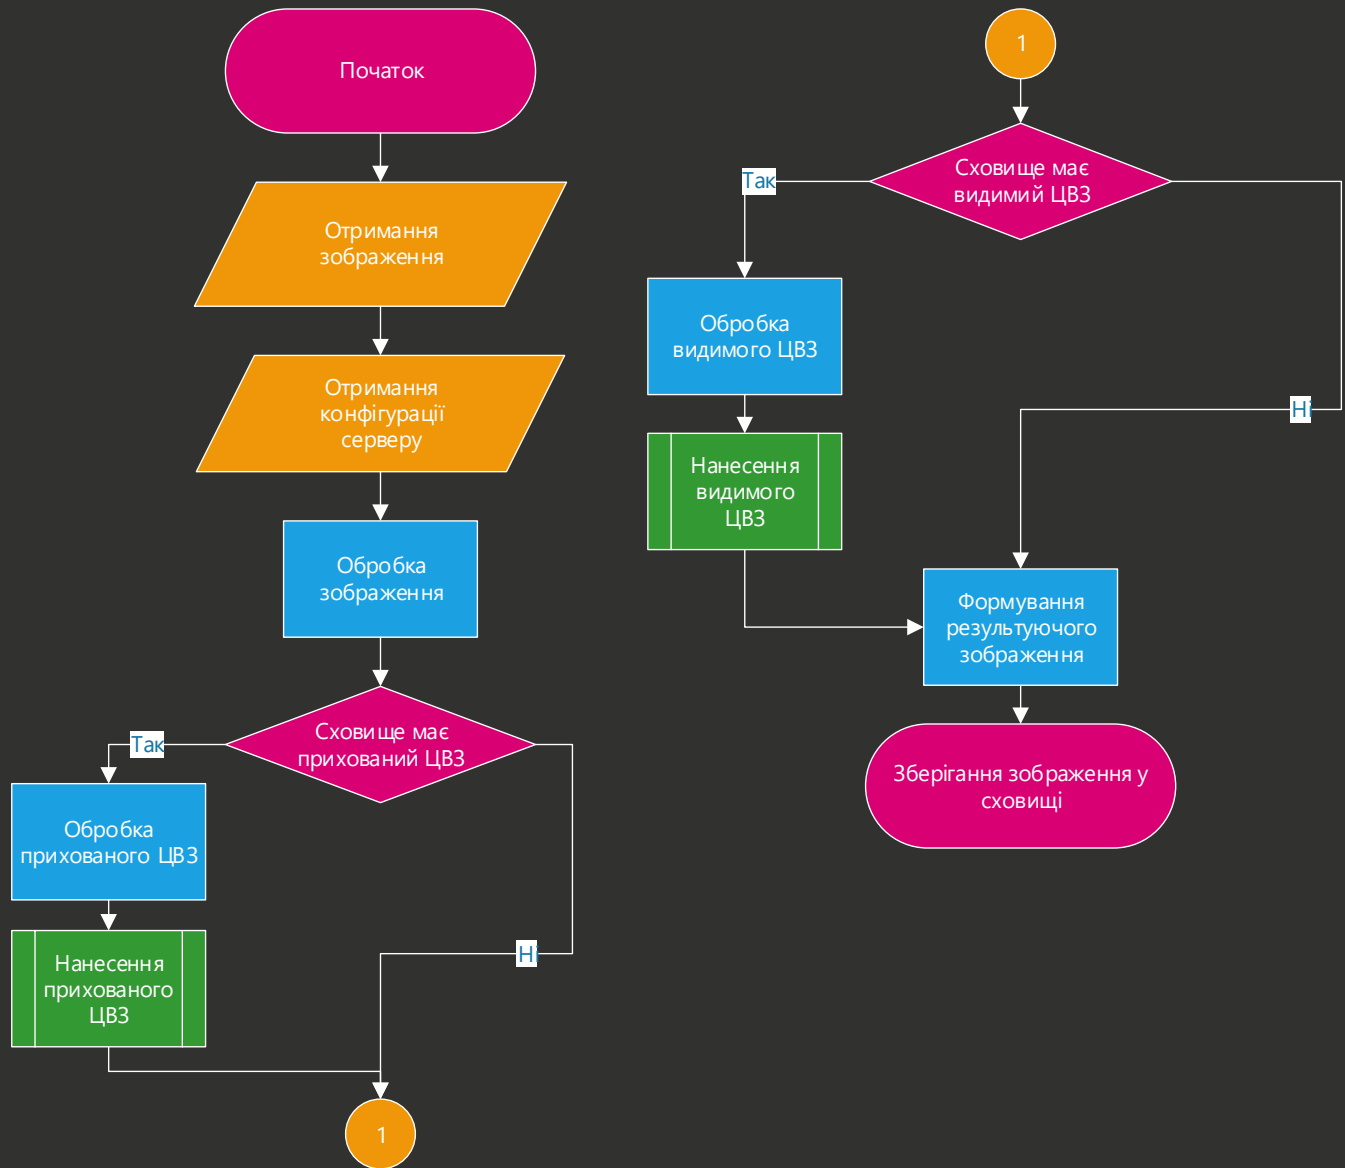 Початок
Отримання
зображення
Отримання
конфігурації
серверу
Обробка
зображення
Сховище має
прихований ЦВЗ
Так
Ні
Обробка
прихованого ЦВЗ
Нанесення
прихованого
ЦВЗ
1
1
Сховище має
видимий ЦВЗ
Так
Ні
Обробка
видимого ЦВЗ
Нанесення
видимого
ЦВЗ
Формування
результуючого
зображення
Зберігання зображення у
сховищі